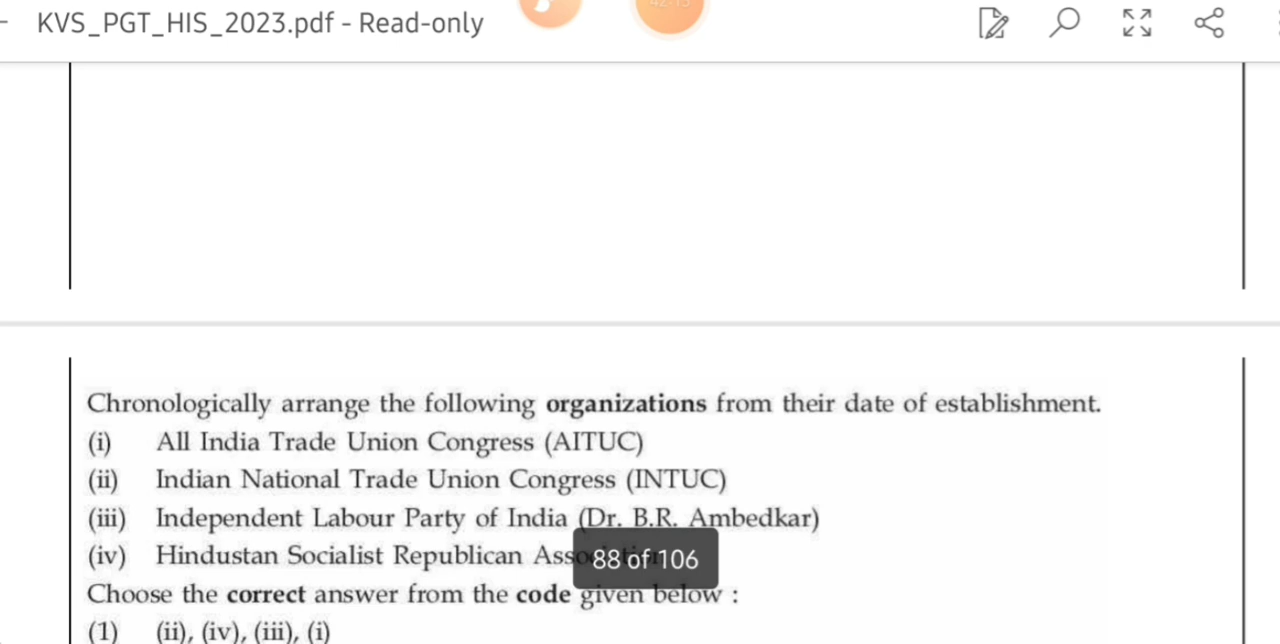 KVS_PGT_HIS_2023.pdf - Read-only
Chronologically arrange the following organizations from their date of establishment.
(i) All India Trade Union Congress (AITUC)
(ii) Indian National Trade Union Congress (INTUC)
(iii) Independent Labour Party of India (Dr. B.R. Ambedkar)
(iv) Hindustan Socialist Republican
88 of 106
Choose the correct answer from the code given below :
(1) (ii), (iv), (iii), (i)